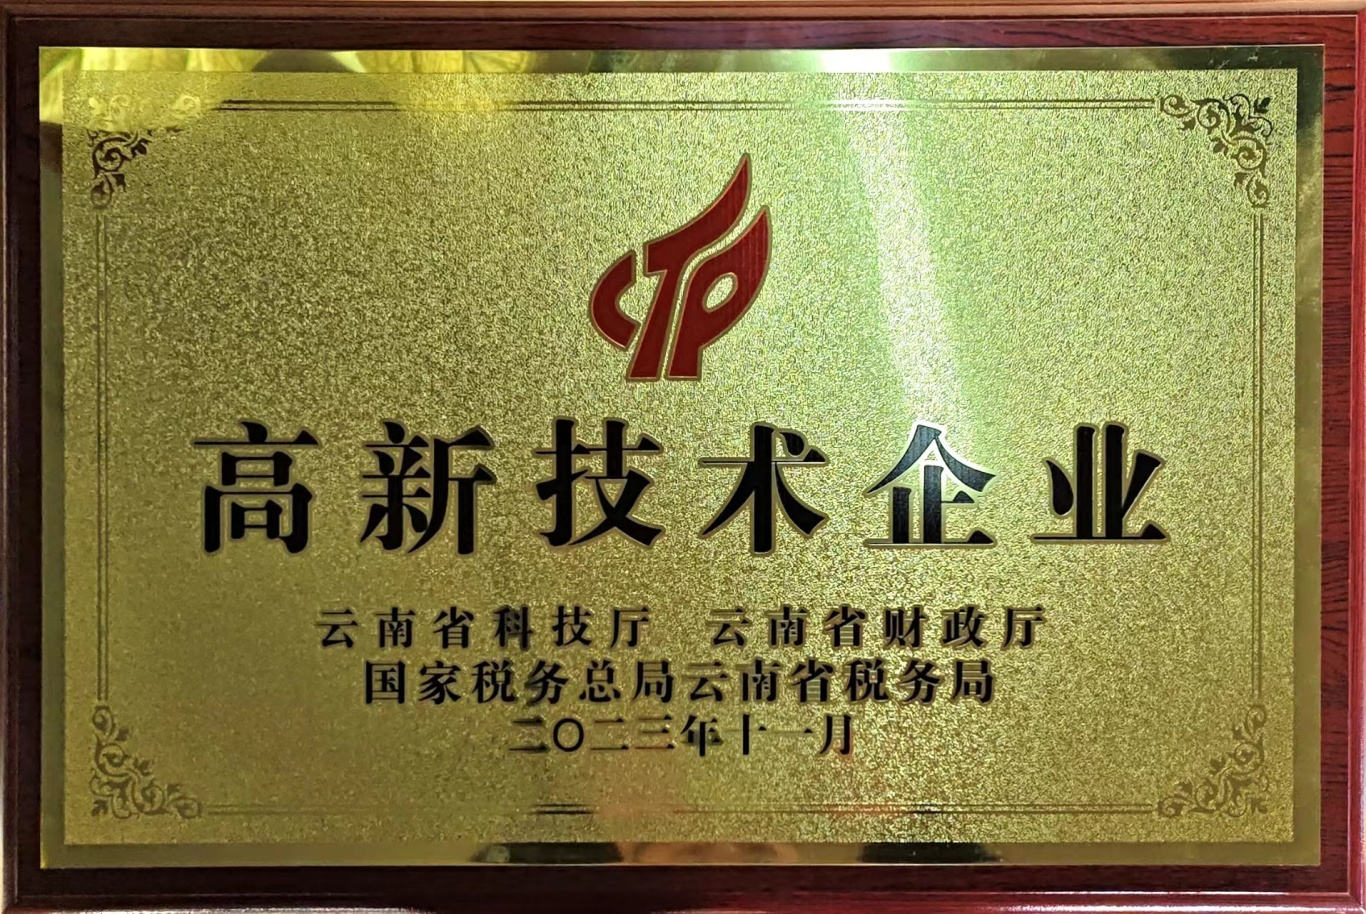 高新技术企业
云南省科技厅 云南省财政厅
国家税务总局云南省税务局
二〇二三年十一月